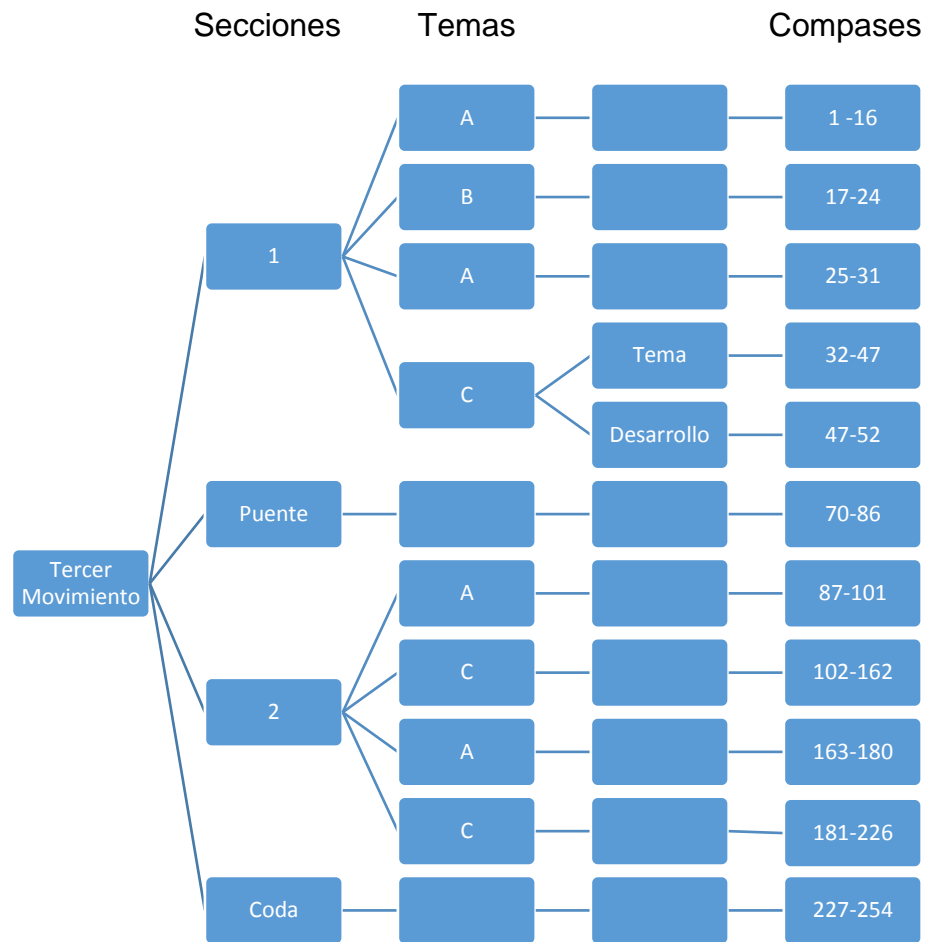 Secciones Temas Compases
A 1 -16
B 17-24
1
A 25-31
Tema 32-47
C
Desarrollo 47-52
Puente 70-86
Tercer
Movimiento
A 87-101
C 102-162
2
A 163-180
C 181-226
Coda 227-254